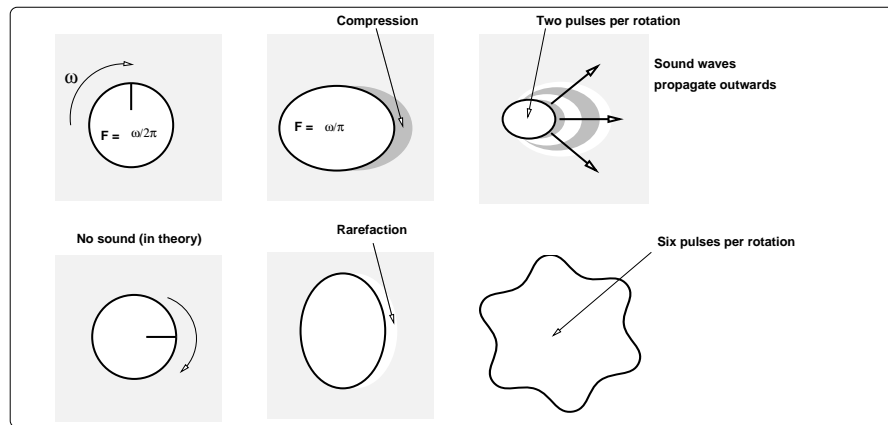 Compression
Two pulses per rotation
ω
Sound waves
propagate outwards
F = ω/2π
F = ω/π
No sound (in theory)
Rarefaction
Six pulses per rotation